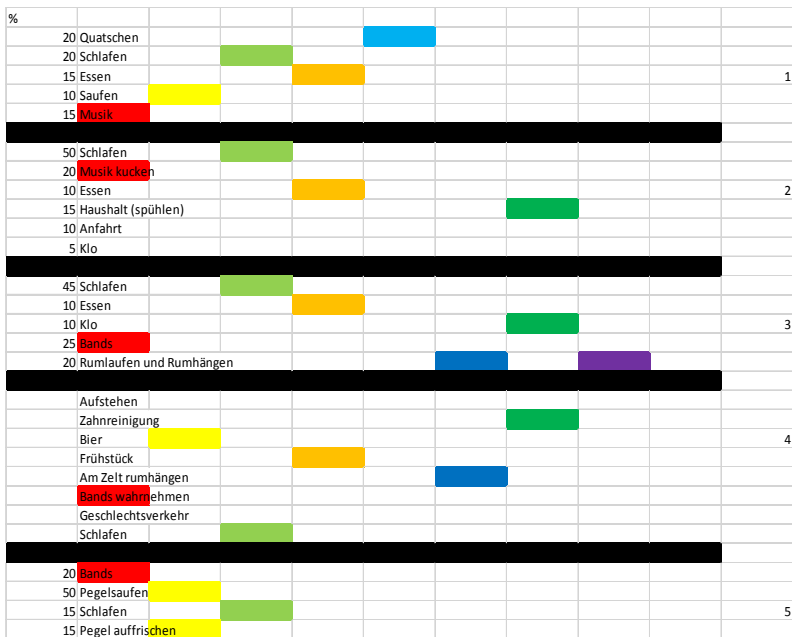 %
20 Quatschen
20 Schlafen
15 Essen 1
10 Saufen
15 Musik
50 Schlafen
20 Musik kucken
10 Essen 2
15 Haushalt (spühlen)
10 Anfahrt
5 Klo
45 Schlafen
10 Essen
10 Klo 3
25 Bands
20 Rumlaufen und Rumhängen
Aufstehen
Zahnreinigung
Bier 4
Frühstück
Am Zelt rumhängen
Bands wahrnehmen
Geschlechtsverkehr
Schlafen
20 Bands
50 Pegelsaufen
15 Schlafen 5
15 Pegel auffrischen